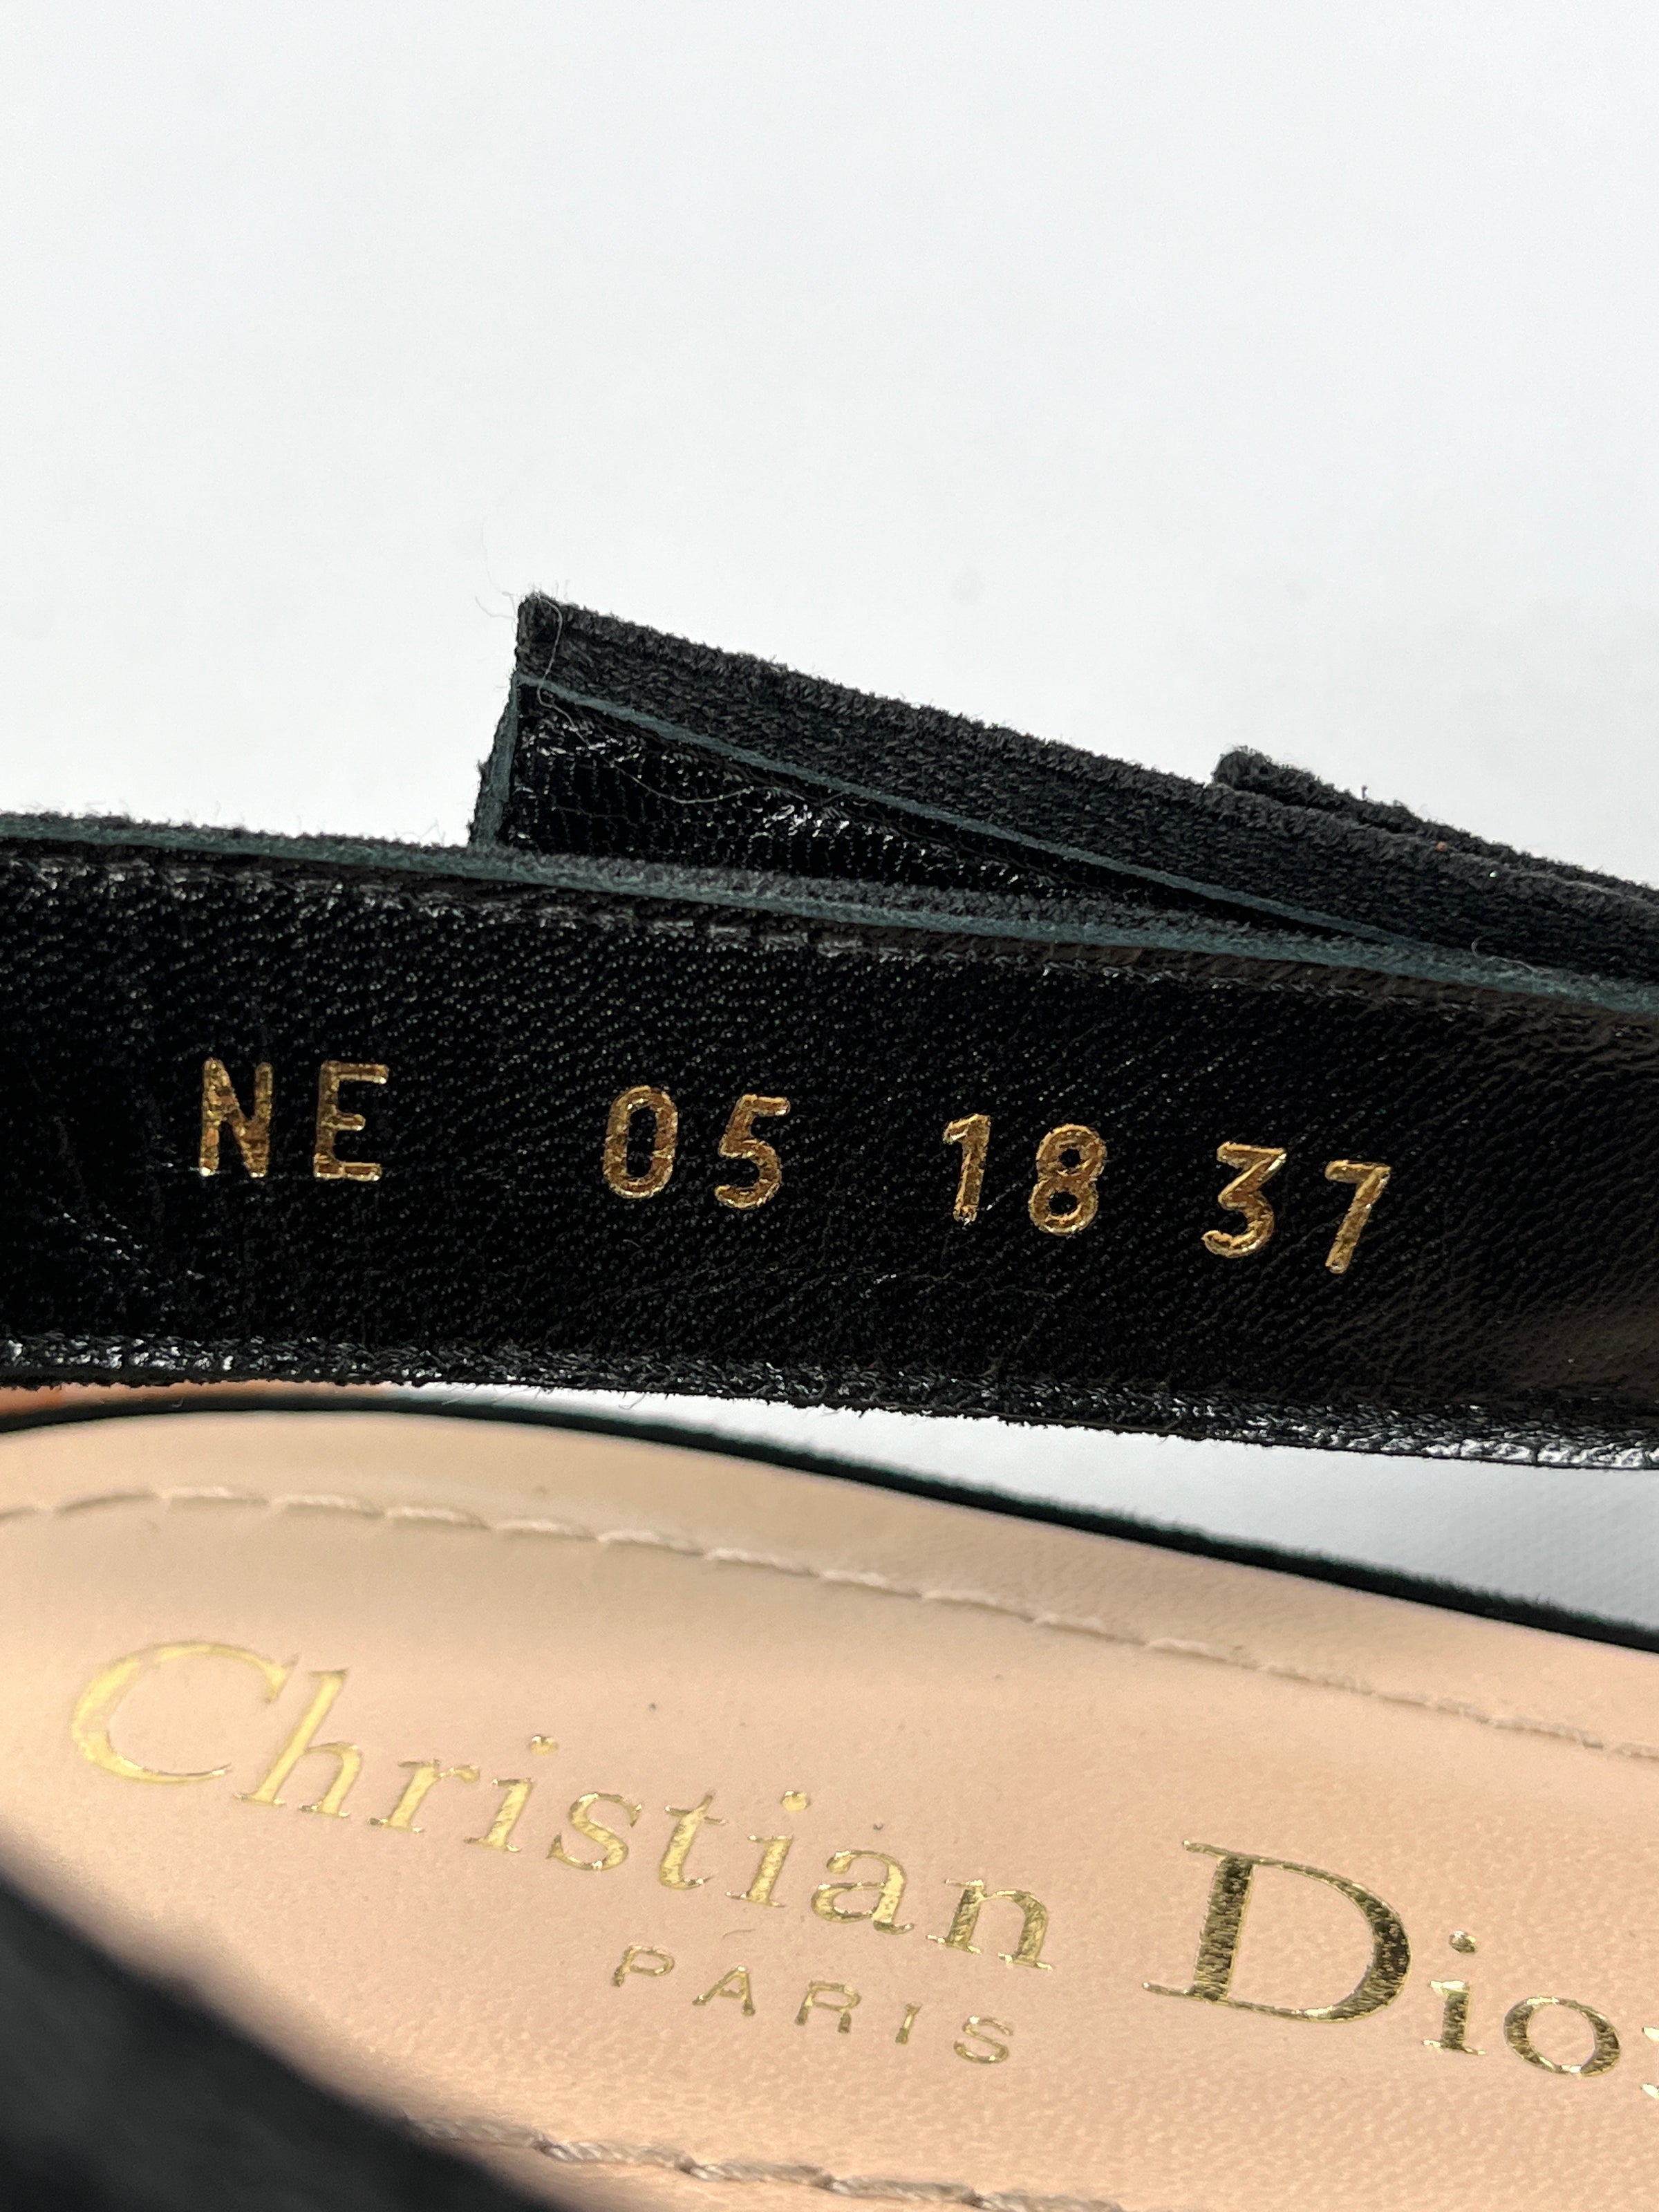 NE 05 18 37
Christian Dior
PARIS